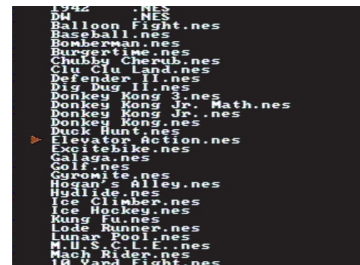 1942    .NES
DW      .NES
Balloon Fight.nes
Baseball.nes
Bomberman.nes
Burgertime.nes
Chubby Cherub.nes
Clu Clu Land.nes
Defender II.nes
Dig Dug II.nes
Donkey Kong 3.nes
Donkey Kong Jr. Math.nes
Donkey Kong Jr..nes
Donkey Kong.nes
Duck Hunt.nes
Elevator Action.nes
Excitebike.nes
Galaga.nes
Golf.nes
Gyromite.nes
Hogan's Alley.nes
Hydlide.nes
Ice Climber.nes
Ice Hockey.nes
Kung Fu.nes
Lode Runner.nes
Lunar Pool.nes
M.U.S.C.L.E..nes
Mach Rider.nes
10 Yard Fight.nes